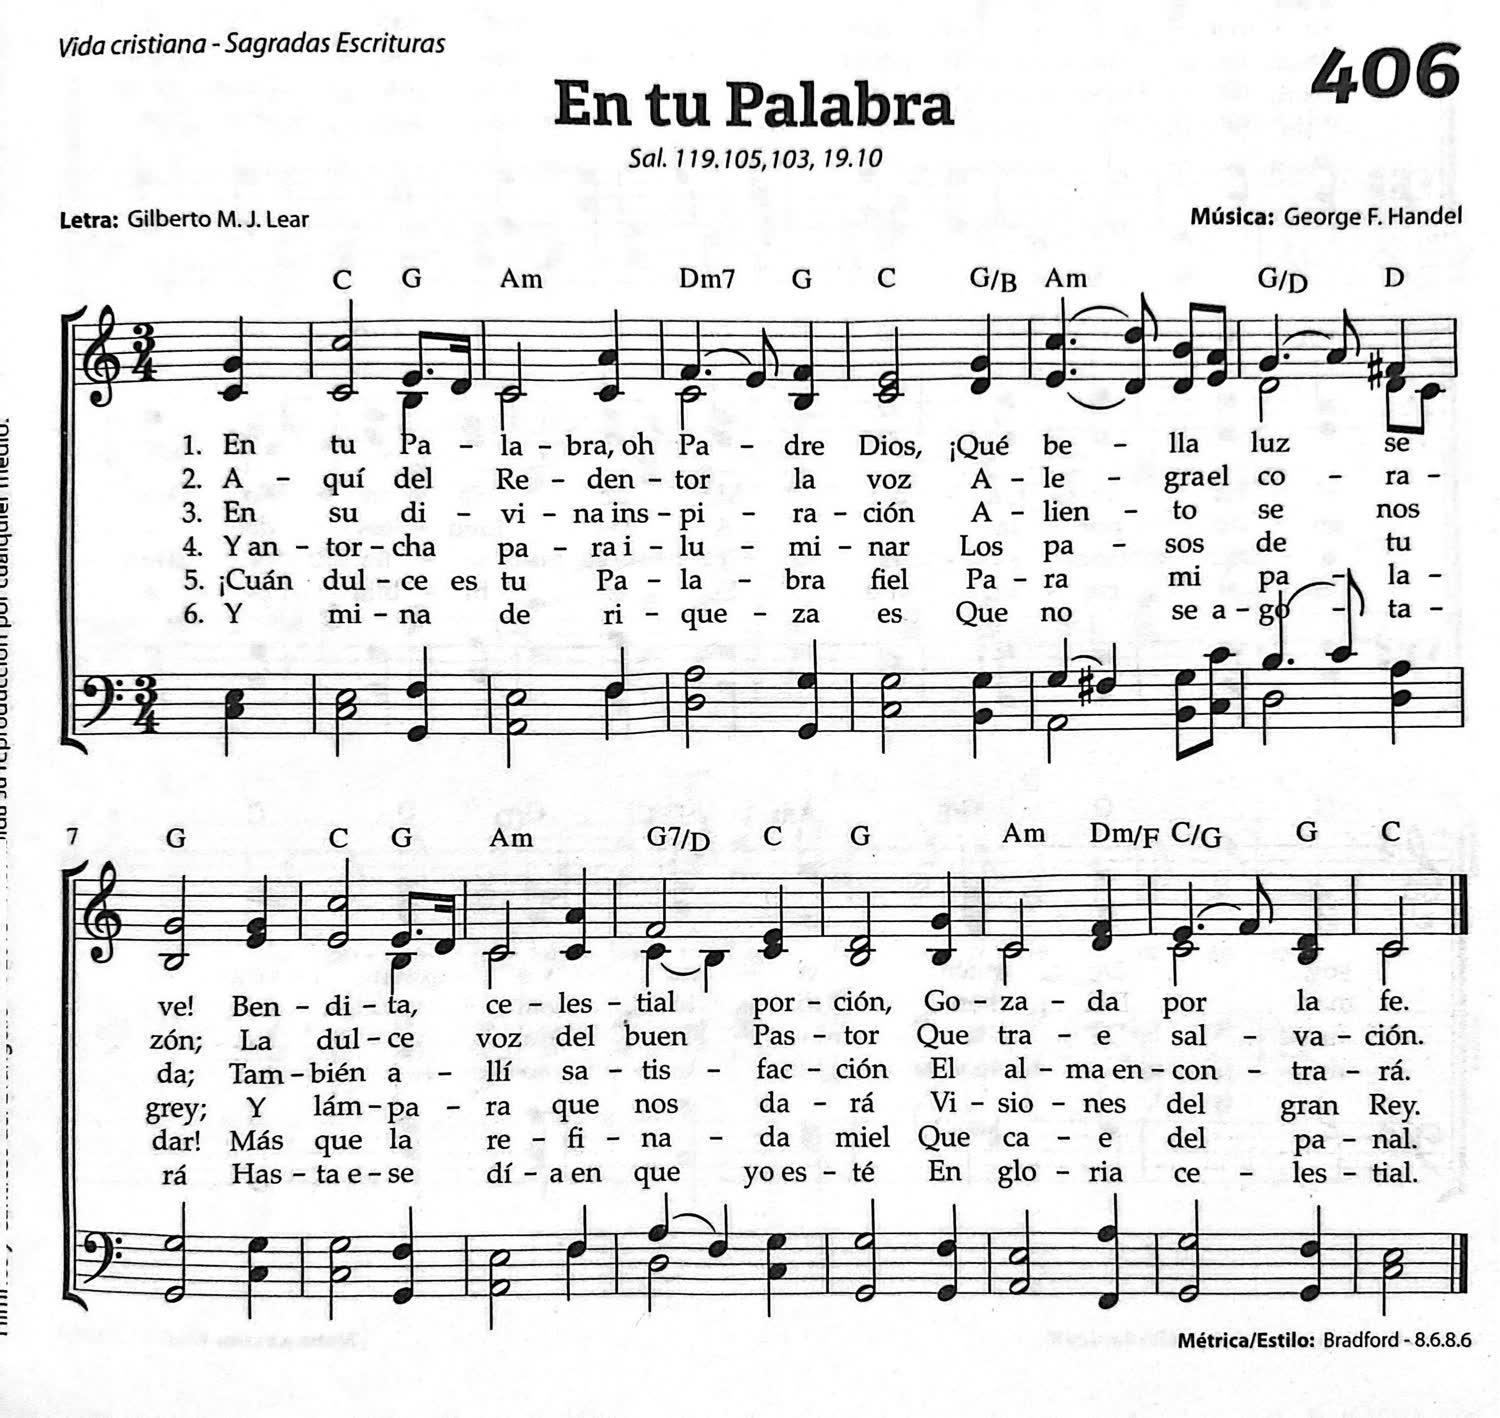 Vida cristiana - Sagradas Escrituras
406
En tu Palabra
Sal. 119.105,103, 19.10
Letra: Gilberto M. J. Lear
Música: George F. Handel
C G Am Dm7 G C G/B Am G/D D
1. En tu Pa - la - bra, oh Pa - dre Dios, ¡Qué be - lla luz se
2. A - quí del Re - den - tor la voz A - le - gra el co - ra -
3. En su di - vi - na ins - pi - ra - ción A - lien - to se nos
4. Y an - tor - cha pa - ra i - lu - mi - nar Los pa - sos de tu
5. ¡Cuán dul - ce es tu Pa - la - bra fiel Pa - ra mi pa - la -
6. Y mi - na de ri - que - za es Que no se a - go - ta -
7
G C G Am G7/D C G Am Dm/F C/G G C
ve! Ben - di - ta, ce - les - tial por - ción, Go - za - da por la fe.
zón; La dul - ce voz del buen Pas - tor Que tra - e sal - va - ción.
da; Tam - bién a - llí sa - tis - fac - ción El al - ma en - con - tra - rá.
grey; Y lám - pa - ra que nos da - rá Vi - sio - nes del gran Rey.
dar! Más que la re - fi - na - da miel Que ca - e del pa - nal.
rá Has - ta e - se dí - a en que yo es - té En glo - ria ce - les - tial.
Métrica/Estilo: Bradford - 8.6.8.6